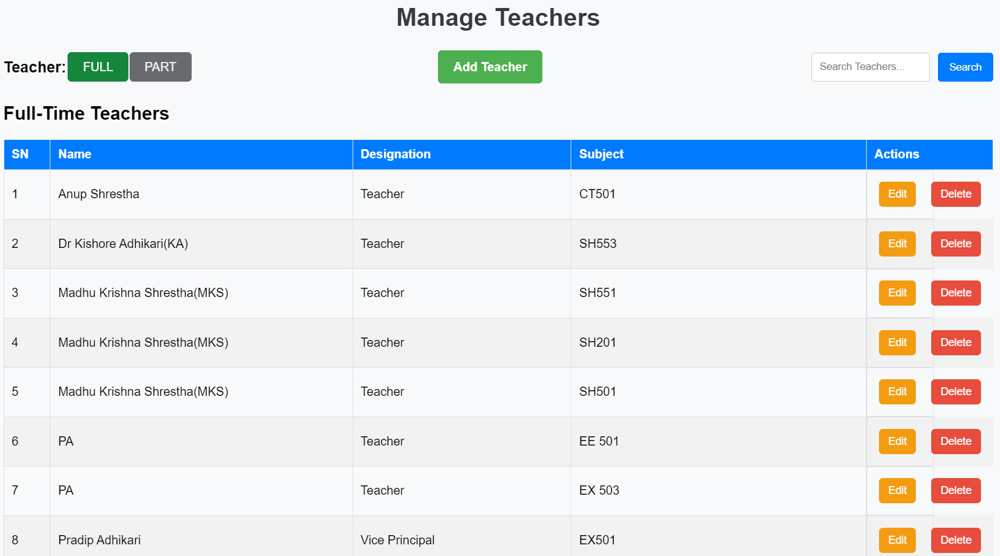 Manage Teachers
Teacher: FULL PART Add Teacher Search Teachers... Search
Full-Time Teachers
SN Name Designation Subject Actions
1 Anup Shrestha Teacher CT501 Edit Delete
2 Dr Kishore Adhikari(KA) Teacher SH553 Edit Delete
3 Madhu Krishna Shrestha(MKS) Teacher SH551 Edit Delete
4 Madhu Krishna Shrestha(MKS) Teacher SH201 Edit Delete
5 Madhu Krishna Shrestha(MKS) Teacher SH501 Edit Delete
6 PA Teacher EE 501 Edit Delete
7 PA Teacher EX 503 Edit Delete
8 Pradip Adhikari Vice Principal EX501 Edit Delete